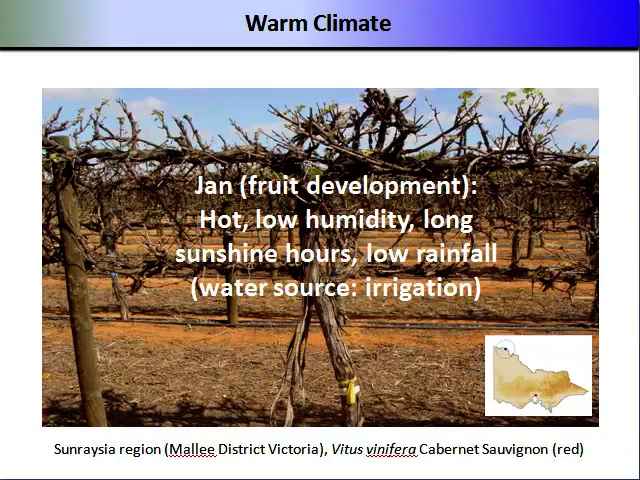 Warm Climate
Jan (fruit development):
Hot, low humidity, long
sunshine hours, low rainfall
(water source: irrigation)
Sunraysia region (Mallee District Victoria), Vitus vinifera Cabernet Sauvignon (red)